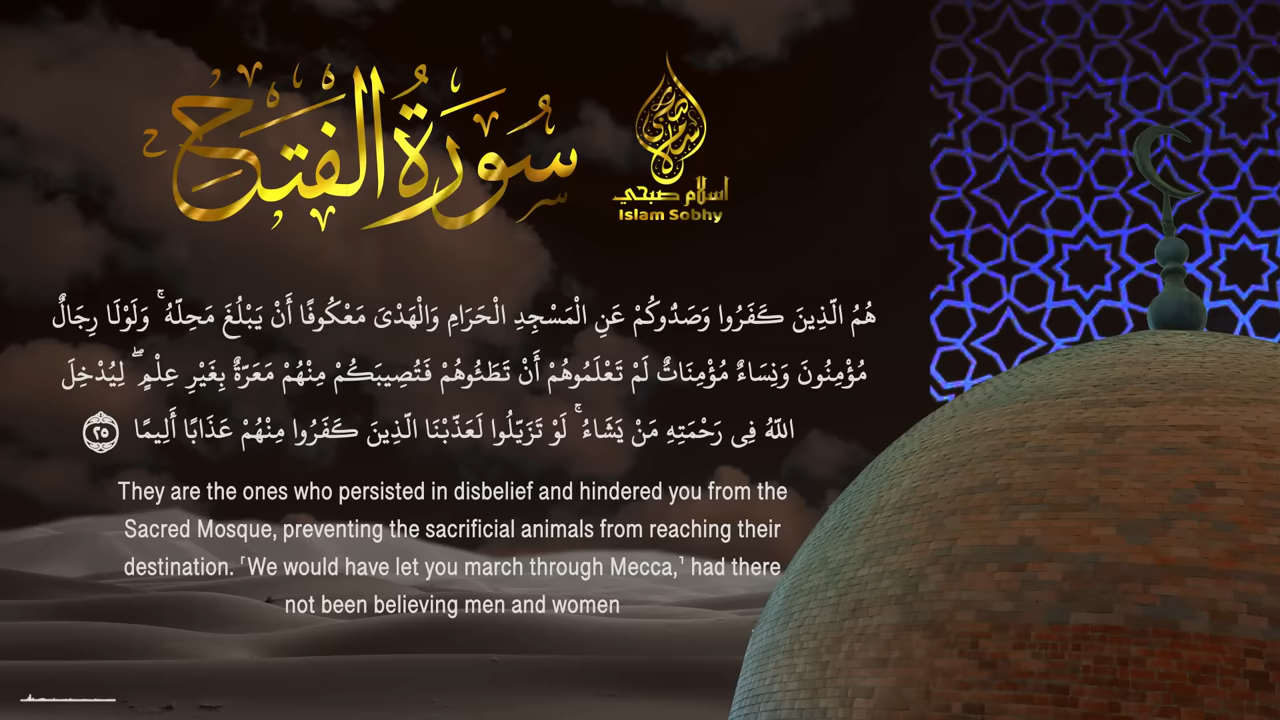 سُورَةُ الْفَتْحِ
اسلام صبحي
Islam Sobhy
هُمُ الَّذِينَ كَفَرُوا وَصَدُّوكُمْ عَنِ الْمَسْجِدِ الْحَرَامِ وَالْهَدْىَ مَعْكُوفًا أَنْ يَبْلُغَ مَحِلَّهُ ۚ وَلَوْلَا رِجَالٌ
مُؤْمِنُونَ وَنِسَاءٌ مُؤْمِنَاتٌ لَمْ تَعْلَمُوهُمْ أَنْ تَطَئُوهُمْ فَتُصِيبَكُمْ مِنْهُمْ مَعَرَّةٌ بِغَيْرِ عِلْمٍ ۖ لِيُدْخِلَ
اللَّهُ فِى رَحْمَتِهِ مَنْ يَشَاءُ ۚ لَوْ تَزَيَّلُوا لَعَذَّبْنَا الَّذِينَ كَفَرُوا مِنْهُمْ عَذَابًا أَلِيمًا ٢٥
They are the ones who persisted in disbelief and hindered you from the
Sacred Mosque, preventing the sacrificial animals from reaching their
destination. ˹We would have let you march through Mecca,˺ had there
not been believing men and women